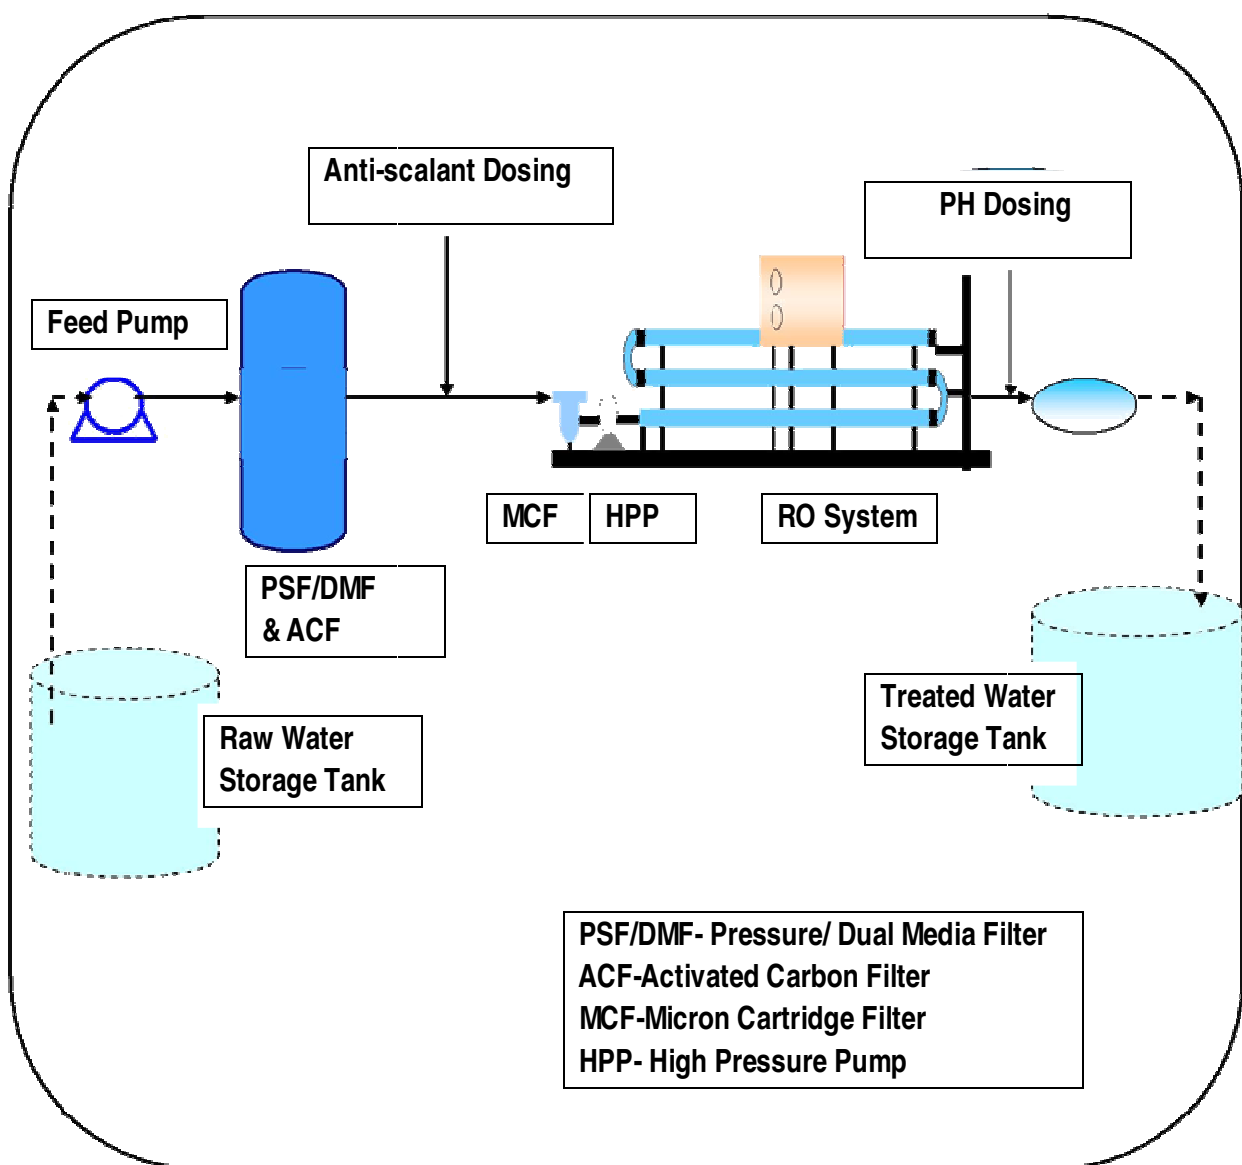 Anti-scalant Dosing
PH Dosing
Feed Pump
MCF
HPP
RO System
PSF/DMF
& ACF
Raw Water
Storage Tank
Treated Water
Storage Tank
PSF/DMF- Pressure/ Dual Media Filter
ACF-Activated Carbon Filter
MCF-Micron Cartridge Filter
HPP- High Pressure Pump